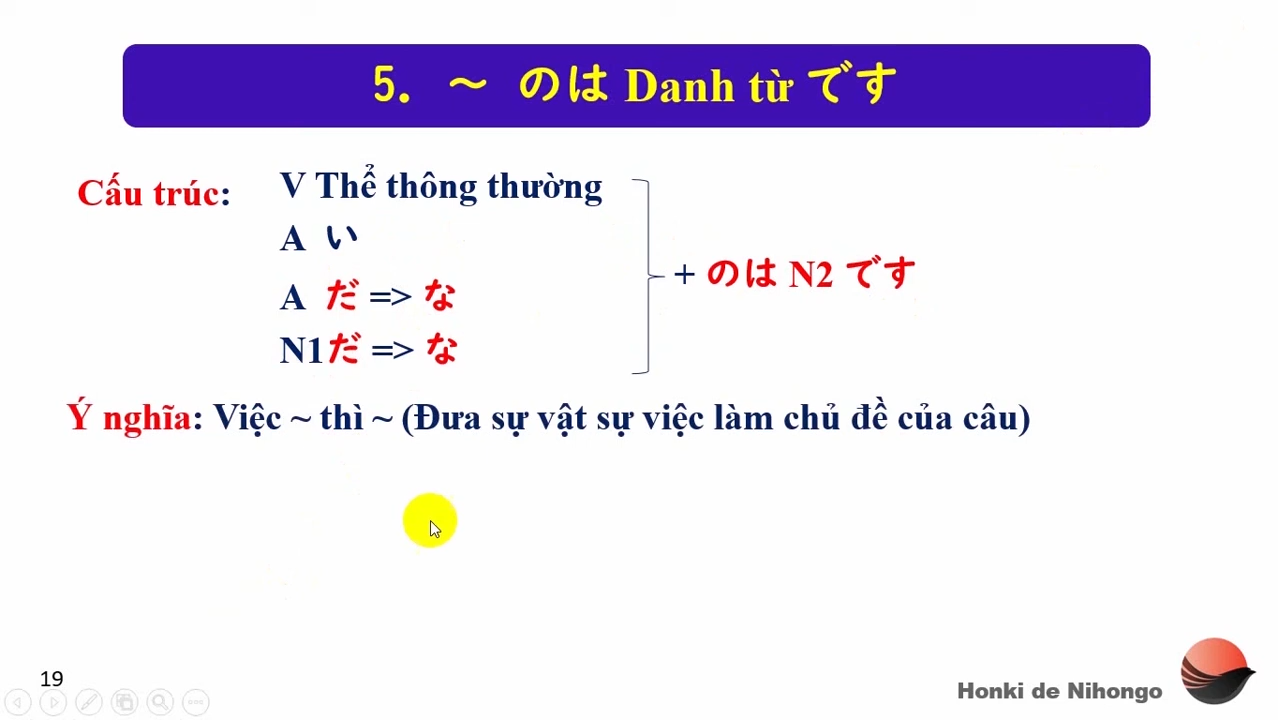 5. ～ のは Danh từ です
Cấu trúc: V Thể thông thường
A い
A だ => な
N1だ => な
+ のは N2 です
Ý nghĩa: Việc ~ thì ~ (Đưa sự vật sự việc làm chủ đề của câu)
19
Honki de Nihongo